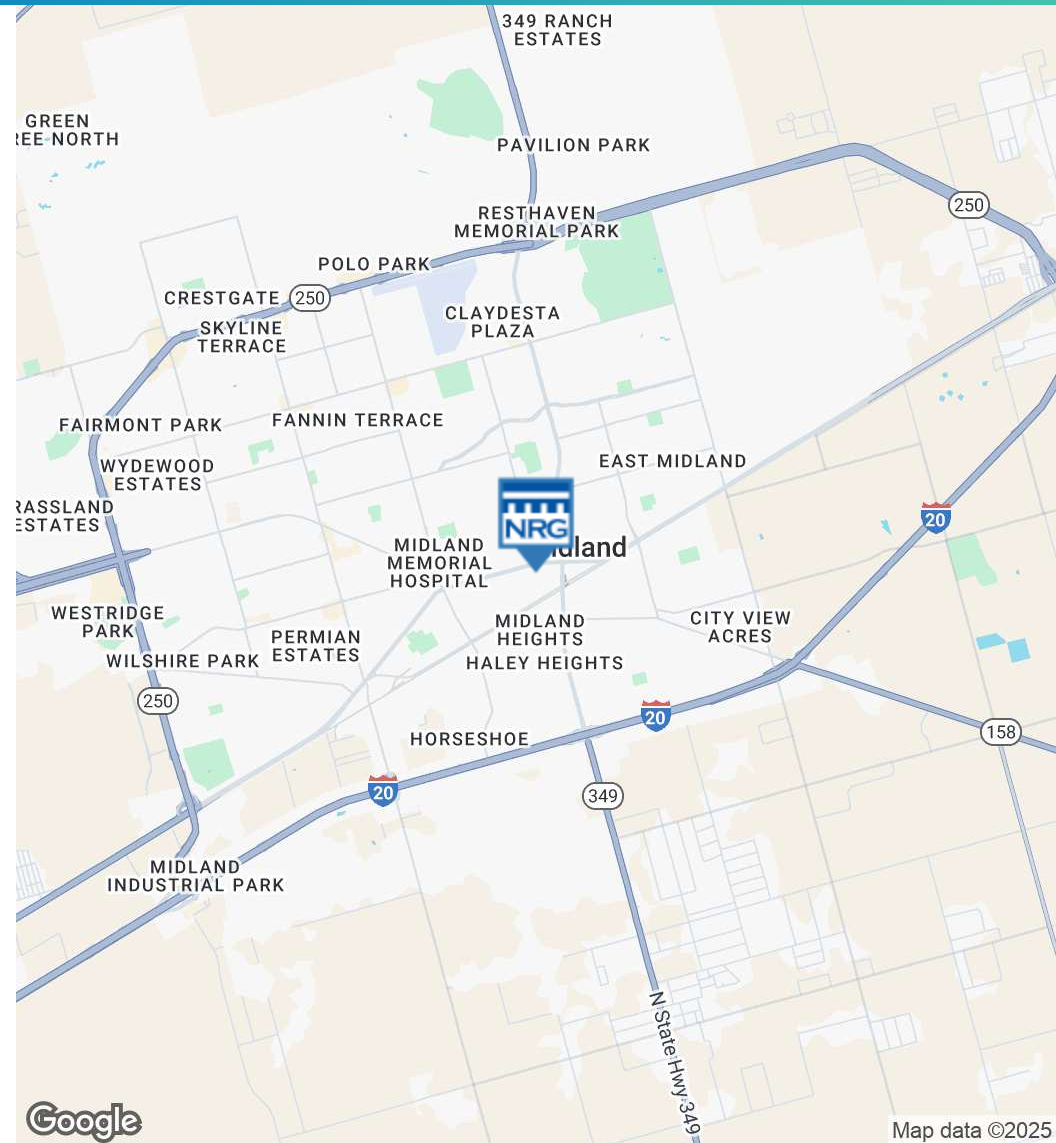 349 RANCH
ESTATES
GREEN
REE NORTH
PAVILION PARK
250
RESTHAVEN
MEMORIAL PARK
POLO PARK
CRESTGATE
250
CLAYDESTA
PLAZA
SKYLINE
TERRACE
FAIRMONT PARK
FANNIN TERRACE
WYDEWOOD
ESTATES
EAST MIDLAND
RASSLAND
ESTATES
20
NRG
idland
MIDLAND
MEMORIAL
HOSPITAL
WESTRIDGE
PARK
MIDLAND
HEIGHTS
CITY VIEW
ACRES
PERMIAN
ESTATES
WILSHIRE PARK
HALEY HEIGHTS
250
20
158
HORSESHOE
20
349
MIDLAND
INDUSTRIAL PARK
N State Hwy 349
Google
Map data ©2025